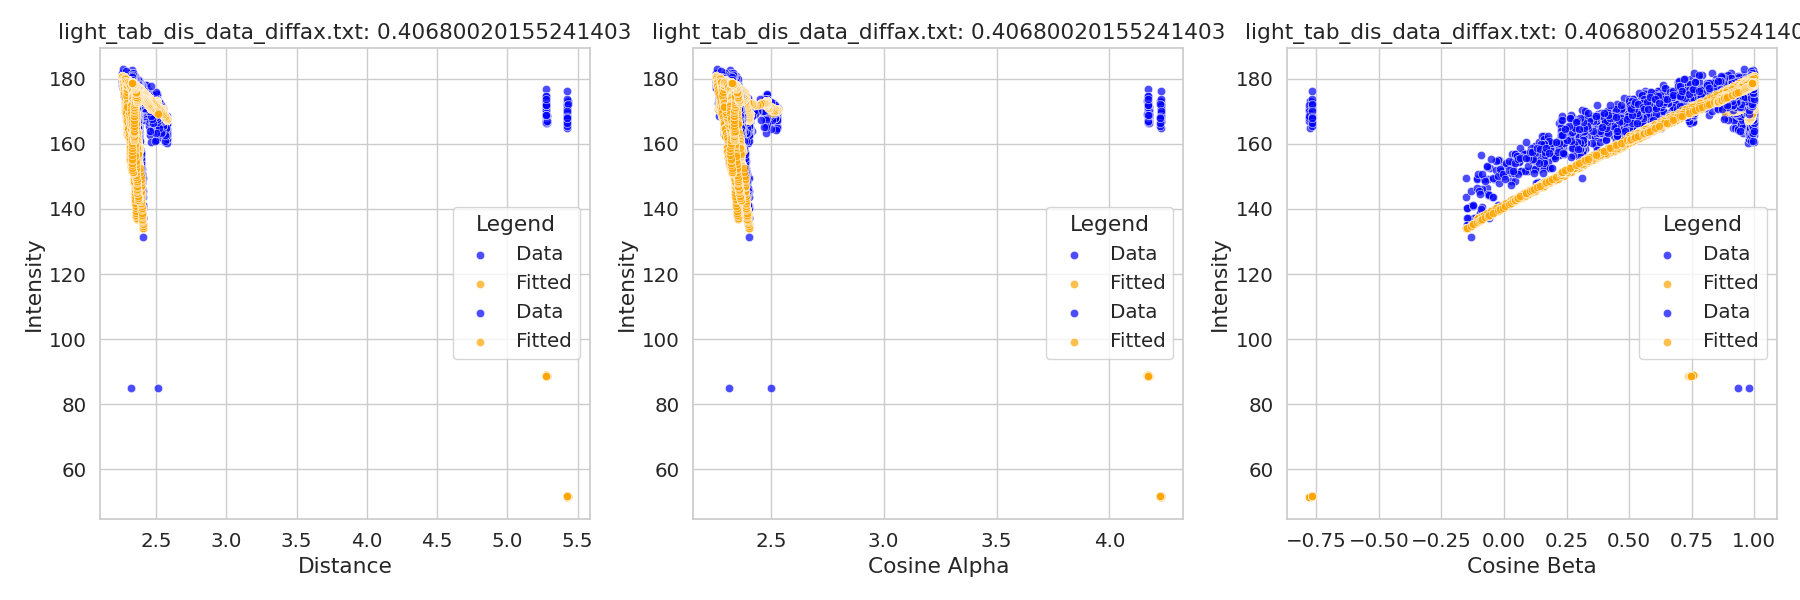 light_tab_dis_data_diffax.txt: 0.40680020155241403
180
160
140
120
100
80
60
Intensity
2.5 3.0 3.5 4.0 4.5 5.0 5.5
Distance
Legend
Data
Fitted
Data
Fitted
light_tab_dis_data_diffax.txt: 0.40680020155241403
180
160
140
120
100
80
60
Intensity
2.5 3.0 3.5 4.0
Cosine Alpha
Legend
Data
Fitted
Data
Fitted
light_tab_dis_data_diffax.txt: 0.4068002015524140
180
160
140
120
100
80
60
Intensity
−0.75 −0.50 −0.25 0.00 0.25 0.50 0.75 1.00
Cosine Beta
Legend
Data
Fitted
Data
Fitted